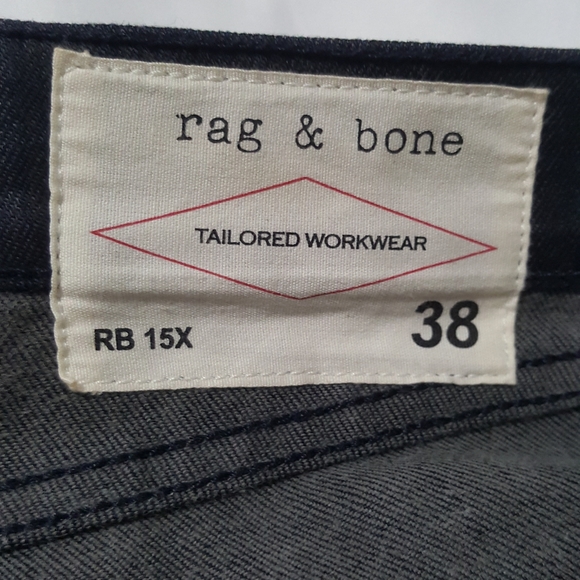 rag & bone
TAILORED WORKWEAR
RB 15X
38